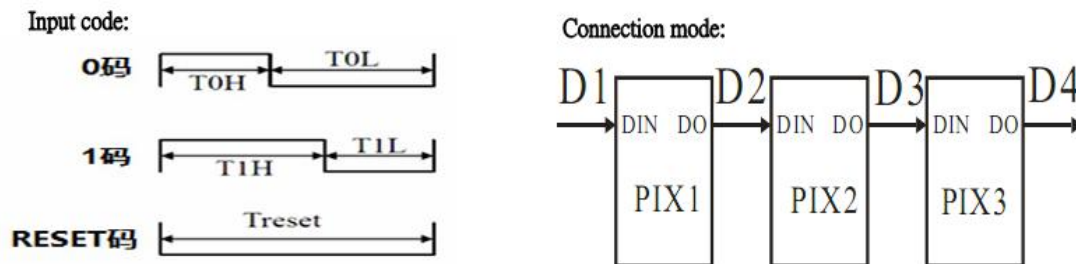 Input code:
0码
T0H
T0L
1码
T1H
T1L
RESET码
Treset
Connection mode:
D1
D2
D3
D4
DIN DO
DIN DO
DIN DO
PIX1
PIX2
PIX3